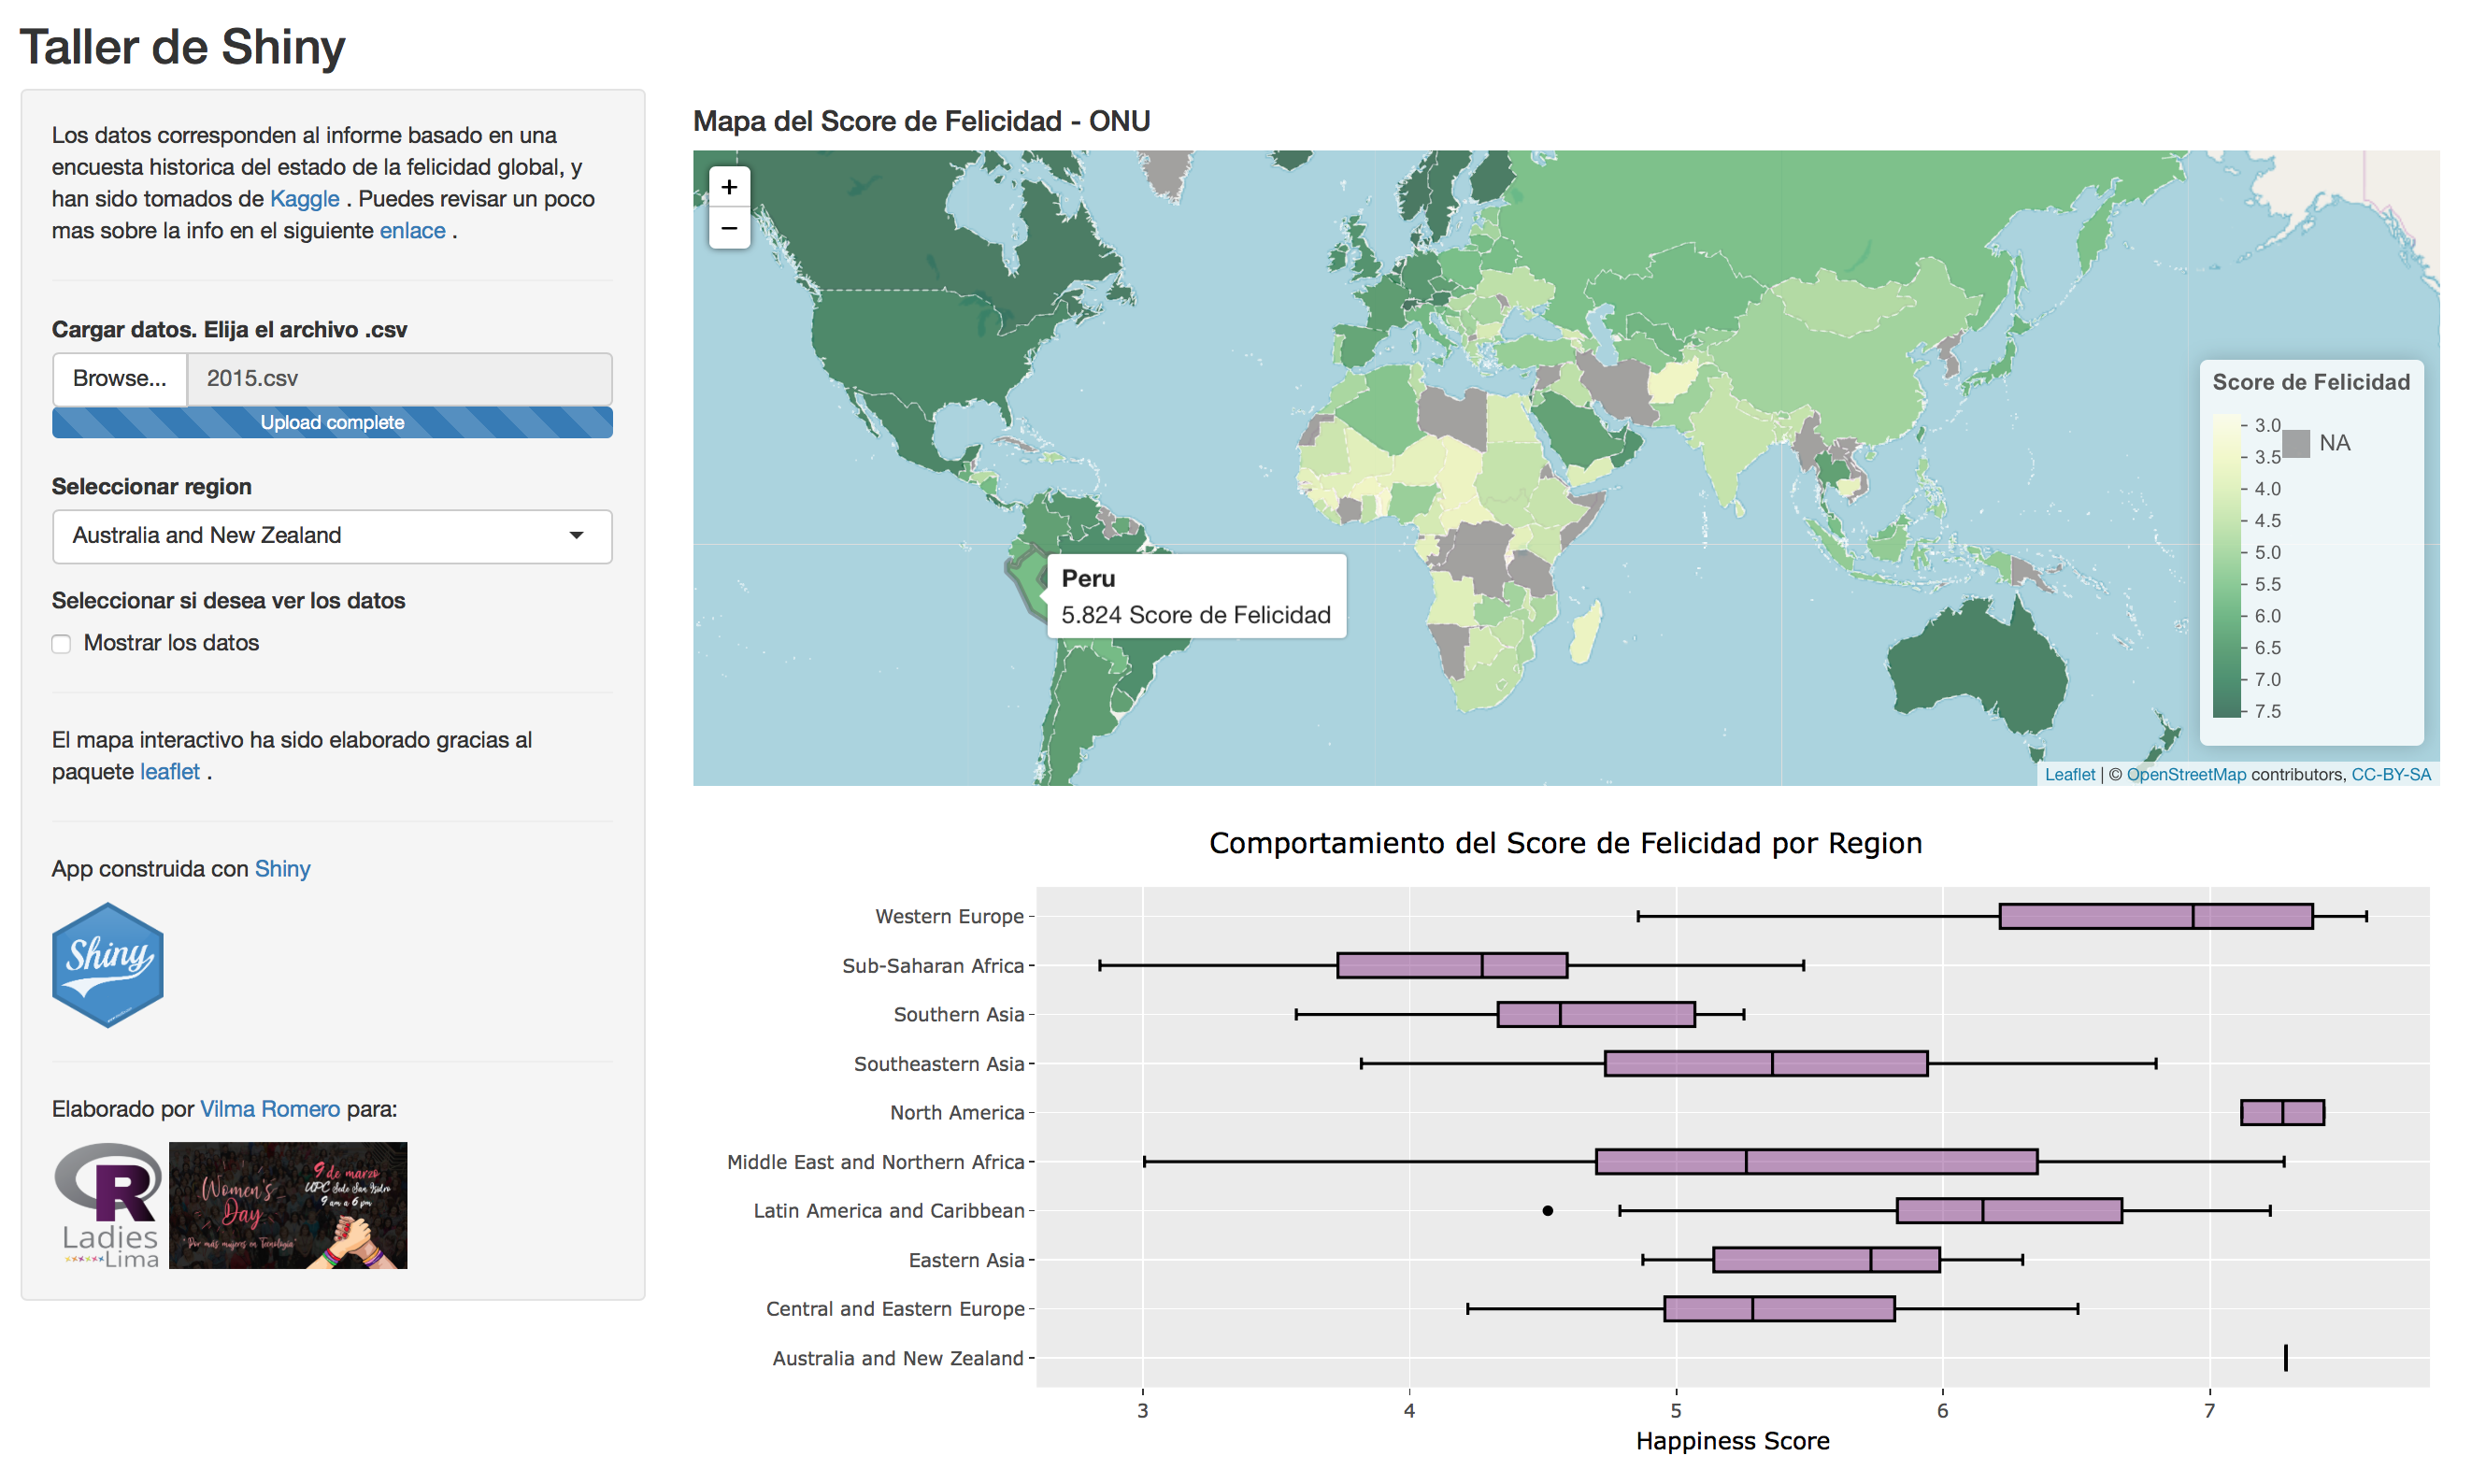 Taller de Shiny
Los datos corresponden al informe basado en una
encuesta historica del estado de la felicidad global, y
han sido tomados de Kaggle . Puedes revisar un poco
mas sobre la info en el siguiente enlace .
Cargar datos. Elija el archivo .csv
Browse... 2015.csv
Upload complete
Seleccionar region
Australia and New Zealand
Seleccionar si desea ver los datos
Mostrar los datos
El mapa interactivo ha sido elaborado gracias al
paquete leaflet .
App construida con Shiny
Shiny
Elaborado por Vilma Romero para:
R
Ladies
Lima
Women's
Day
"Por más mujeres en Tecnología"
9 de marzo
UPC Sede San Isidro
9 am a 6 pm
Mapa del Score de Felicidad - ONU
+
−
Peru
5.824 Score de Felicidad
Score de Felicidad
3.0
3.5
4.0
4.5
5.0
5.5
6.0
6.5
7.0
7.5
NA
Leaflet | © OpenStreetMap contributors, CC-BY-SA
Comportamiento del Score de Felicidad por Region
Western Europe
Sub-Saharan Africa
Southern Asia
Southeastern Asia
North America
Middle East and Northern Africa
Latin America and Caribbean
Eastern Asia
Central and Eastern Europe
Australia and New Zealand
3 4 5 6 7
Happiness Score